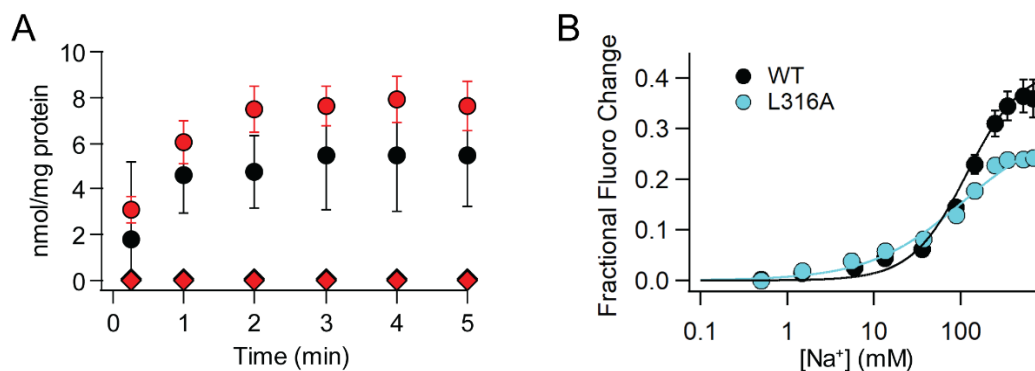 A
nmol/mg protein
10
8
6
4
2
0
0 1 2 3 4 5
Time (min)
B
Fractional Fluoro Change
0.4
0.3
0.2
0.1
0.0
WT
L316A
0.1 1 10 100
[Na⁺] (mM)